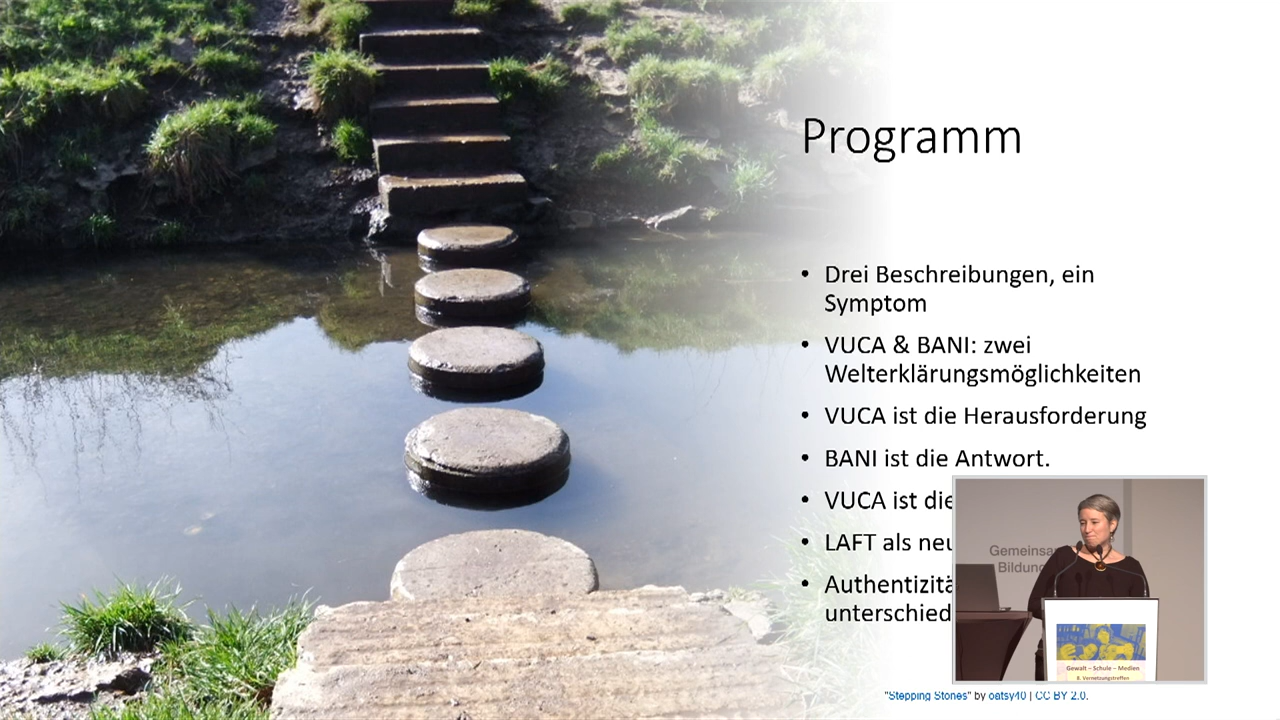 Programm
• Drei Beschreibungen, ein
Symptom
• VUCA & BANI: zwei
Welterklärungsmöglichkeiten
• VUCA ist die Herausforderung
• BANI ist die Antwort.
• VUCA ist die
• LAFT als neu
• Authentizitä
unterschied
Gemeinsa
Bildung
Gewalt – Schule – Medien
8. Vernetzungstreffen
"Stepping Stones" by oatsy40 | CC BY 2.0.